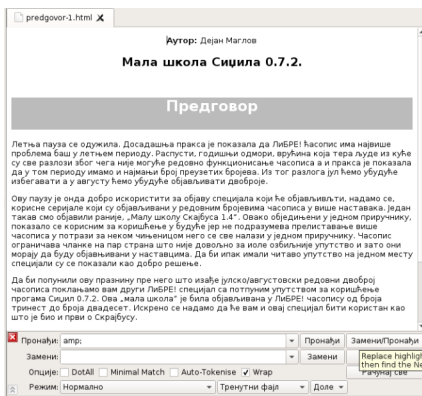 predgovor-1.html
Аутор: Дејан Маглов
Мала школа Сиџила 0.7.2.
Предговор
Летња пауза се одужила. Досадашња пракса је показала да ЛиБРЕ! ћасопис има највише
проблема баш у летњем периоду. Распусти, годишњи одмори, врућина која тера људе из куће
су све разлози због чега није могуће редовно функционисање часописа а и пракса је показала
да у том периоду имамо и најмањи број преузетих бројева. Из тог разлога јул ћемо убудуће
избегавати а у августу ћемо убудуће објављивати двоброје.
Ову паузу је онда добро искористити за објаву специјала који ће објављивљти, надамо се,
корисне серијале који су објављивани у редовним бројевима часописа у више наставака. Један
такав смо објавили раније, „Малу школу Скајбуса 1.4“. Овако обједињени у једном приручнику,
показало се корисним за коришћење у будуће јер не подразумева прелиставање више
часописа у потрази за неком чињеницом него се све налази у једном приручнику. Часопис
ограничава чланке на пар страна што није довољно за иоле озбиљније упутство и зато они
морају да буду објављивани у наставцима. Да би ипак имали читаво упутство на једном месту
специјали су се показали као добро решење.
Да би попунили ову празнину пре него што изађе јулско/августовски редовни двоброј
часописа поклањамо вам други ЛиБРЕ! специјал са потпуним упутством за коришћење
прогама Сиџил 0.7.2. Ова „мала школа“ је била објављивана у ЛиБРЕ! часопису од броја
тринест до броја двадесет. Искрено се надамо да ће вам и овај специјал бити користан као
што је био и први о Скрајбусу.
Пронађи: amp; Пронађи Замени/Пронађи
Замени: Замени Replace highligh
then find the Ne
Опције: DotAll Minimal Match Auto-Tokenise Wrap Рачунај све
Режим: Нормално Тренутни фајл Доле